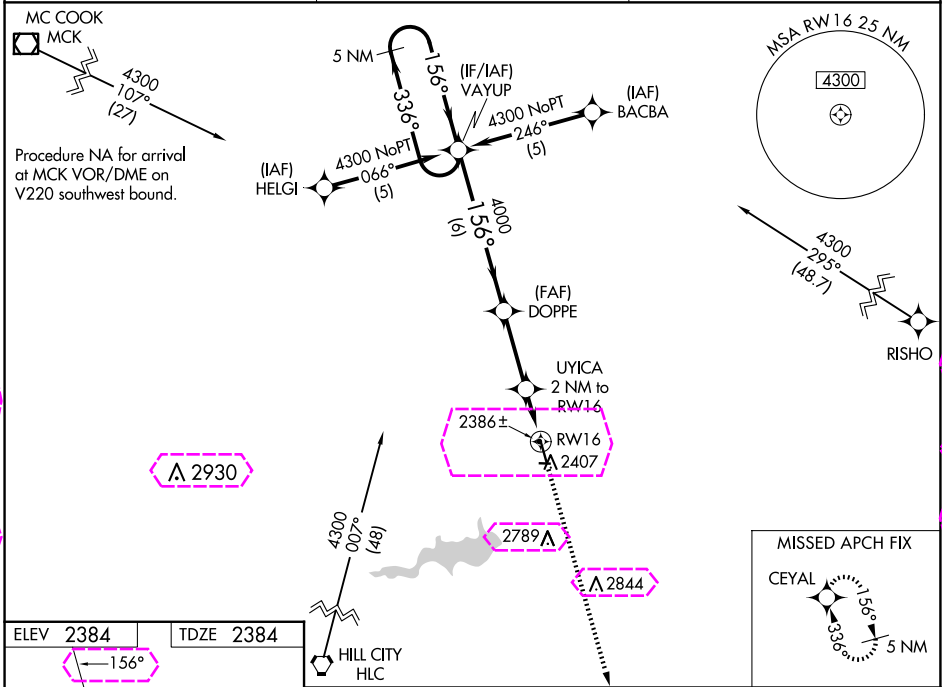 MC COOK
MCK
4300
107°
(27)
Procedure NA for arrival
at MCK VOR/DME on
V220 southwest bound.
5 NM
336°
156°
(IF/IAF)
VAYUP
4300 NoPT
246°
(5)
(IAF)
BACBA
(IAF)
HELGI
4300 NoPT
066°
(5)
4000
156°
(6)
(FAF)
DOPPE
UYICA
2 NM to
RW16
2386±
RW16
2407
2930
2789
2844
4300
007°
(48)
HILL CITY
HLC
MSA RW16 25 NM
4300
4300
295°
(48.7)
RISHO
MISSED APCH FIX
CEYAL
156°
336°
5 NM
ELEV 2384
TDZE 2384
156°